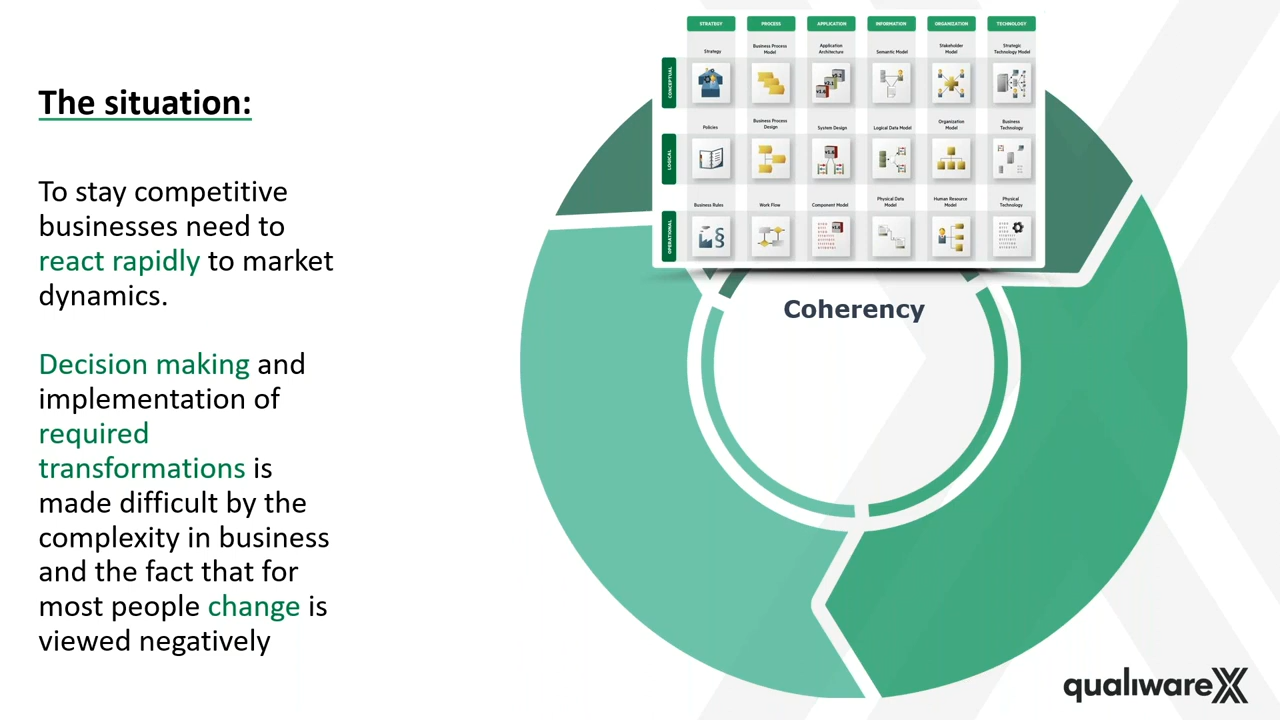 The situation:
To stay competitive
businesses need to
react rapidly to market
dynamics.
Decision making and
implementation of
required
transformations is
made difficult by the
complexity in business
and the fact that for
most people change is
viewed negatively
STRATEGY PROCESS APPLICATION INFORMATION ORGANIZATION TECHNOLOGY
CONCEPTUAL
Strategy
Business Process
Model
Application
Architecture
Semantic Model
Stakeholder
Model
Strategic
Technology Model
LOGICAL
Policies
Business Process
Design
System Design
Logical Data Model
Organization
Model
Business
Technology
OPERATIONAL
Business Rules
Work Flow
Component Model
Physical Data
Model
Human Resource
Model
Physical
Technology
Coherency
qualiware